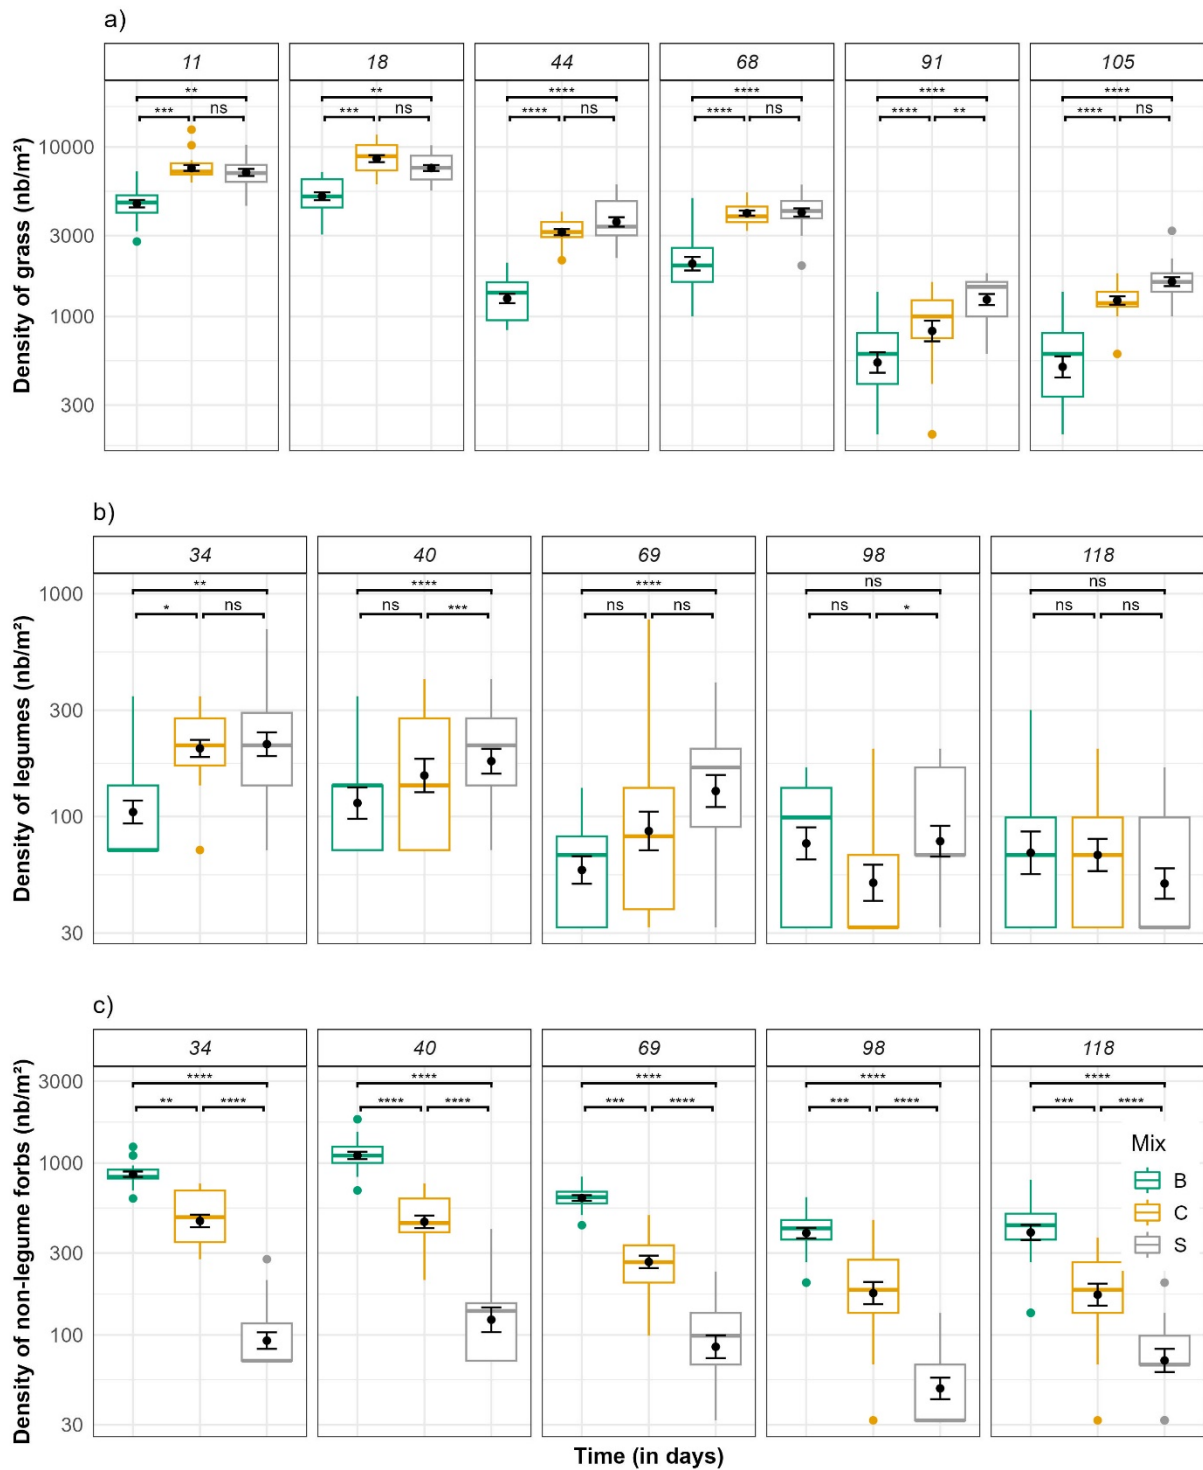 a)
11 18 44 68 91 105
** ** **** **** **** ****
*** ns *** ns **** ns **** ns **** ** **** ns
Density of grass (nb/m²)
10000
3000
1000
300
b)
34 40 69 98 118
** **** **** ns ns
* ns ns *** ns ns ns * ns ns
Density of legumes (nb/m²)
1000
300
100
30
c)
34 40 69 98 118
**** **** **** **** ****
** **** **** **** *** **** *** **** *** ****
Density of non-legume forbs (nb/m²)
3000
1000
300
100
30
Mix
B
C
S
Time (in days)